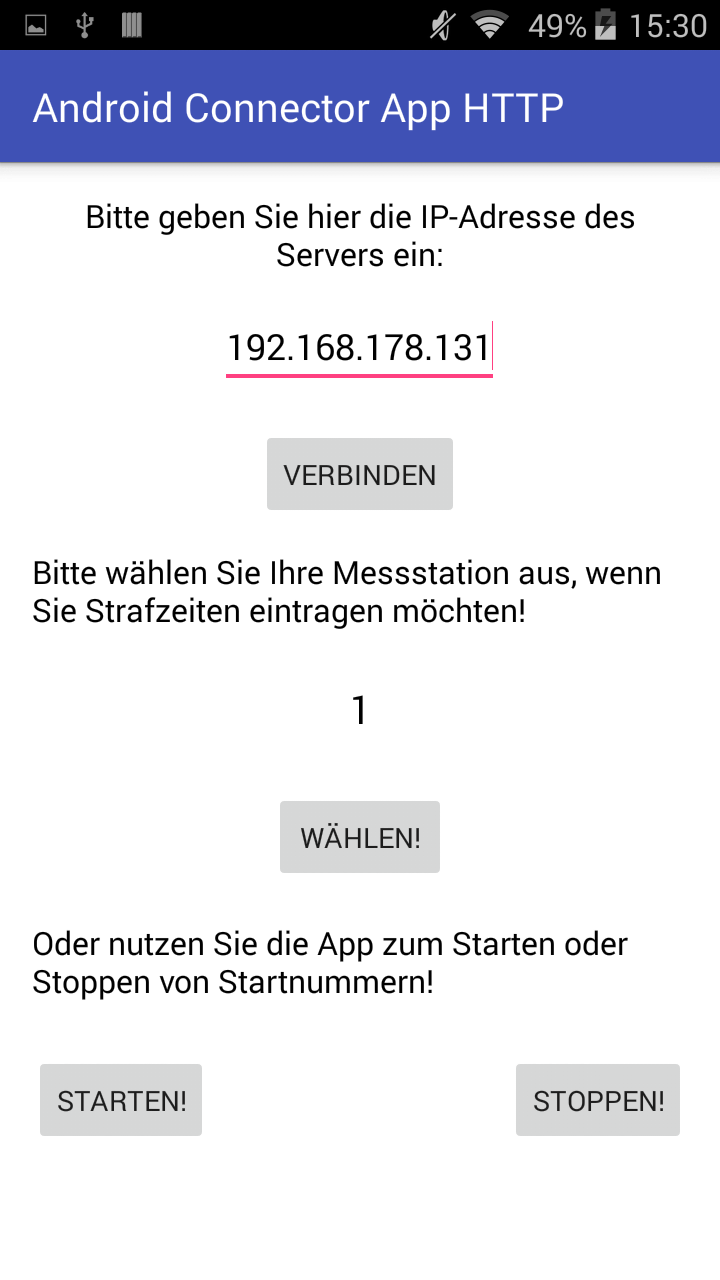 49% 15:30
Android Connector App HTTP
Bitte geben Sie hier die IP-Adresse des
Servers ein:
192.168.178.131
VERBINDEN
Bitte wählen Sie Ihre Messstation aus, wenn
Sie Strafzeiten eintragen möchten!
1
WÄHLEN!
Oder nutzen Sie die App zum Starten oder
Stoppen von Startnummern!
STARTEN! STOPPEN!